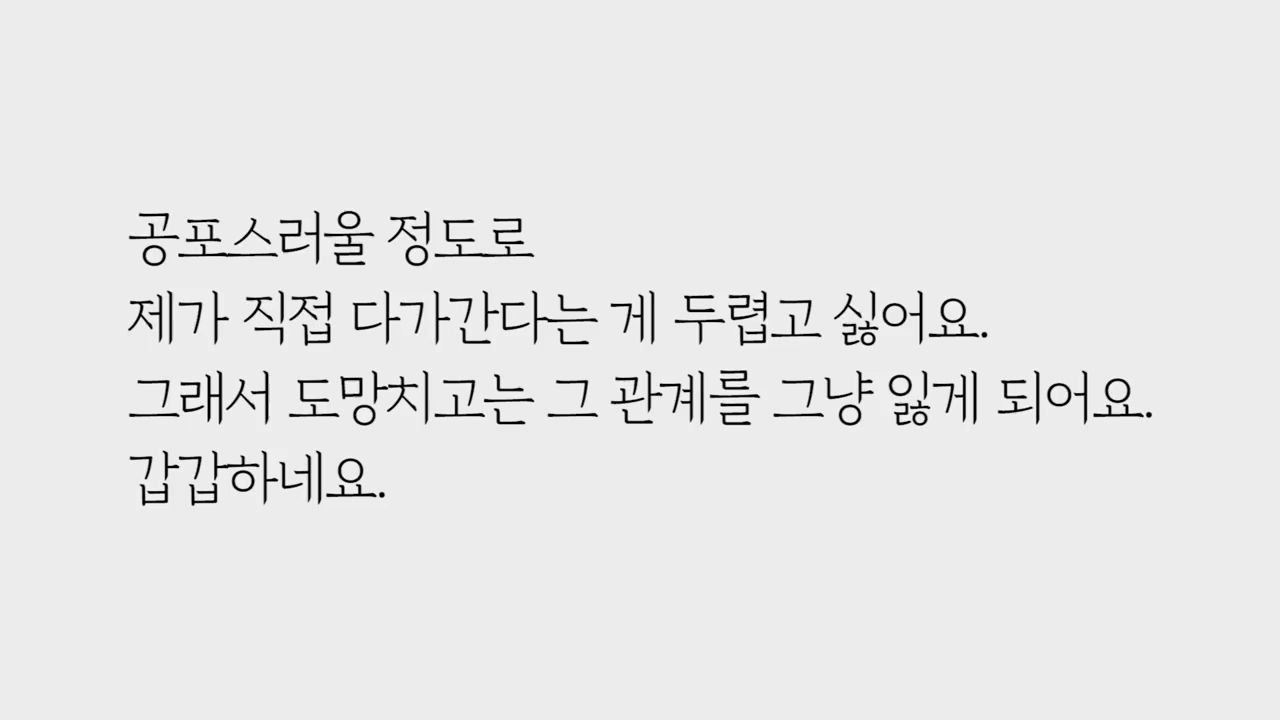 공포스러울 정도로
제가 직접 다가간다는 게 두렵고 싫어요.
그래서 도망치고는 그 관계를 그냥 잃게 되어요.
갑갑하네요.